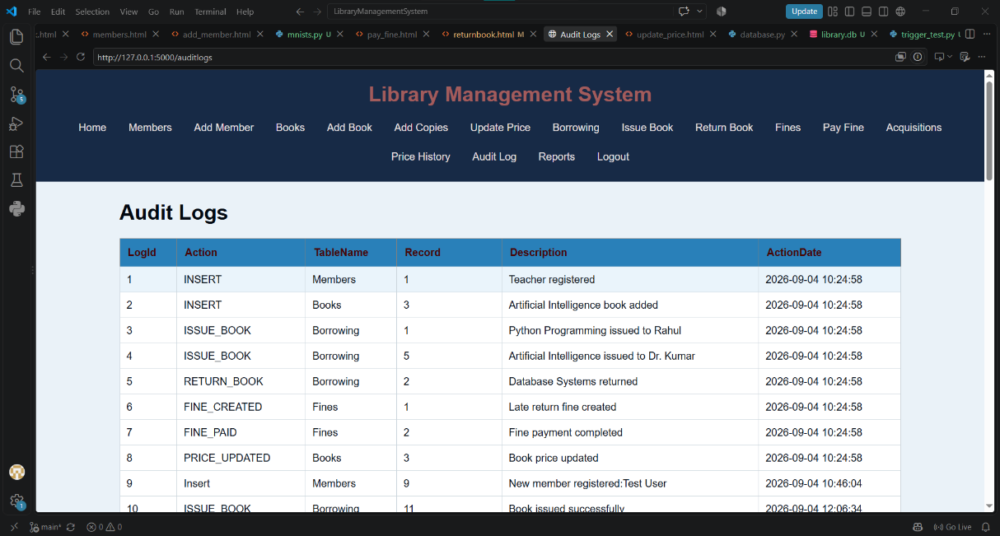 File Edit Selection View Go Run Terminal Help LibraryManagementSystem Update
.html members.html add_member.html mnists.py U pay_fine.html returnbook.html M Audit Logs update_price.html database.py library.db U trigger_test.py
http://127.0.0.1:5000/auditlogs
Library Management System
Home Members Add Member Books Add Book Add Copies Update Price Borrowing Issue Book Return Book Fines Pay Fine Acquisitions
Price History Audit Log Reports Logout
Audit Logs
LogId Action TableName Record Description ActionDate
1 INSERT Members 1 Teacher registered 2026-09-04 10:24:58
2 INSERT Books 3 Artificial Intelligence book added 2026-09-04 10:24:58
3 ISSUE_BOOK Borrowing 1 Python Programming issued to Rahul 2026-09-04 10:24:58
4 ISSUE_BOOK Borrowing 5 Artificial Intelligence issued to Dr. Kumar 2026-09-04 10:24:58
5 RETURN_BOOK Borrowing 2 Database Systems returned 2026-09-04 10:24:58
6 FINE_CREATED Fines 1 Late return fine created 2026-09-04 10:24:58
7 FINE_PAID Fines 2 Fine payment completed 2026-09-04 10:24:58
8 PRICE_UPDATED Books 3 Book price updated 2026-09-04 10:24:58
9 Insert Members 9 New member registered:Test User 2026-09-04 10:46:04
10 ISSUE_BOOK Borrowing 11 Book issued successfully 2026-09-04 12:06:34
5
1
main* 0 0 Go Live